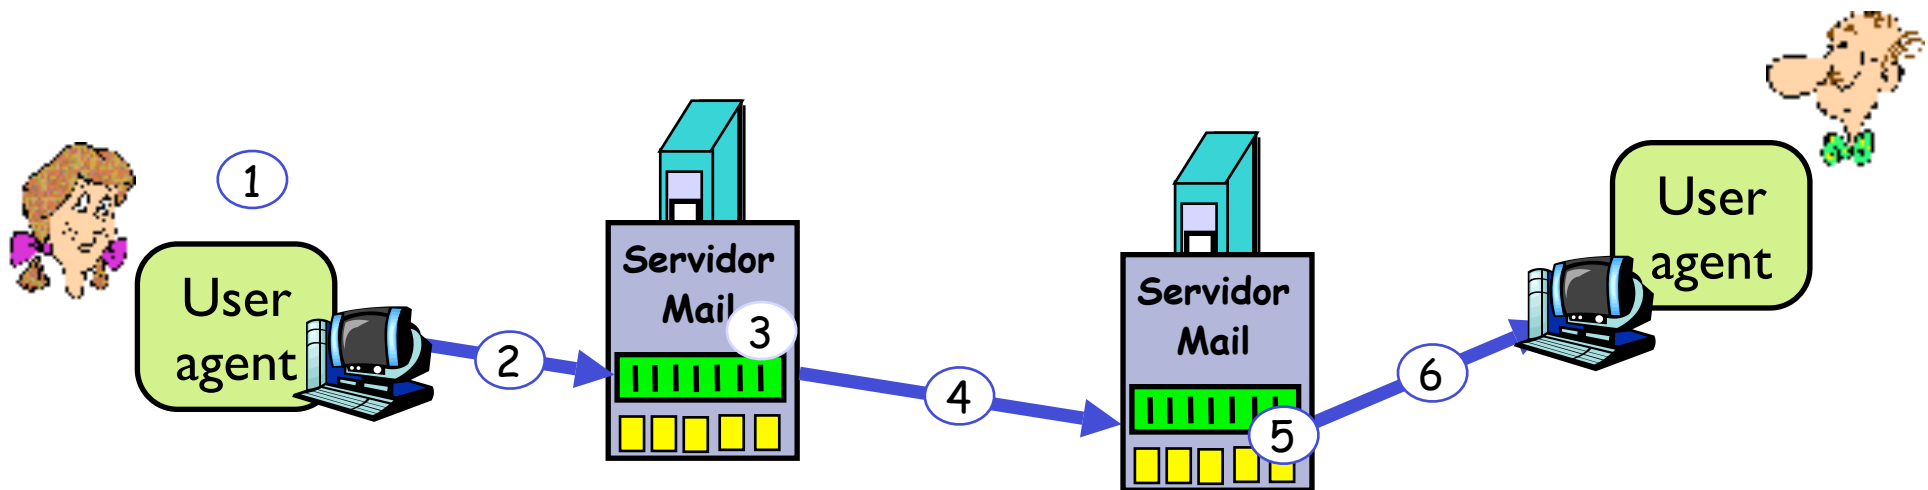 1
User
agent
2
Servidor
Mail
3
4
Servidor
Mail
5
6
User
agent